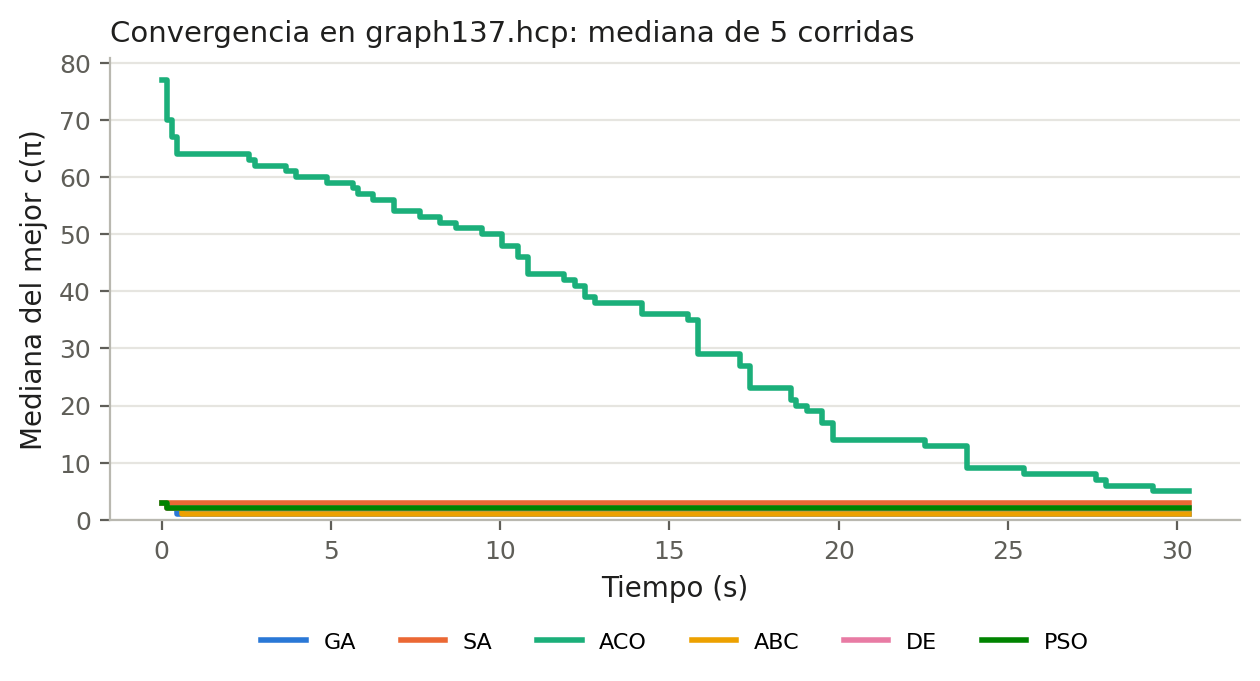 Convergencia en graph137.hcp: mediana de 5 corridas
80
70
60
50
40
30
20
10
0
Mediana del mejor c(π)
0 5 10 15 20 25 30
Tiempo (s)
GA SA ACO ABC DE PSO